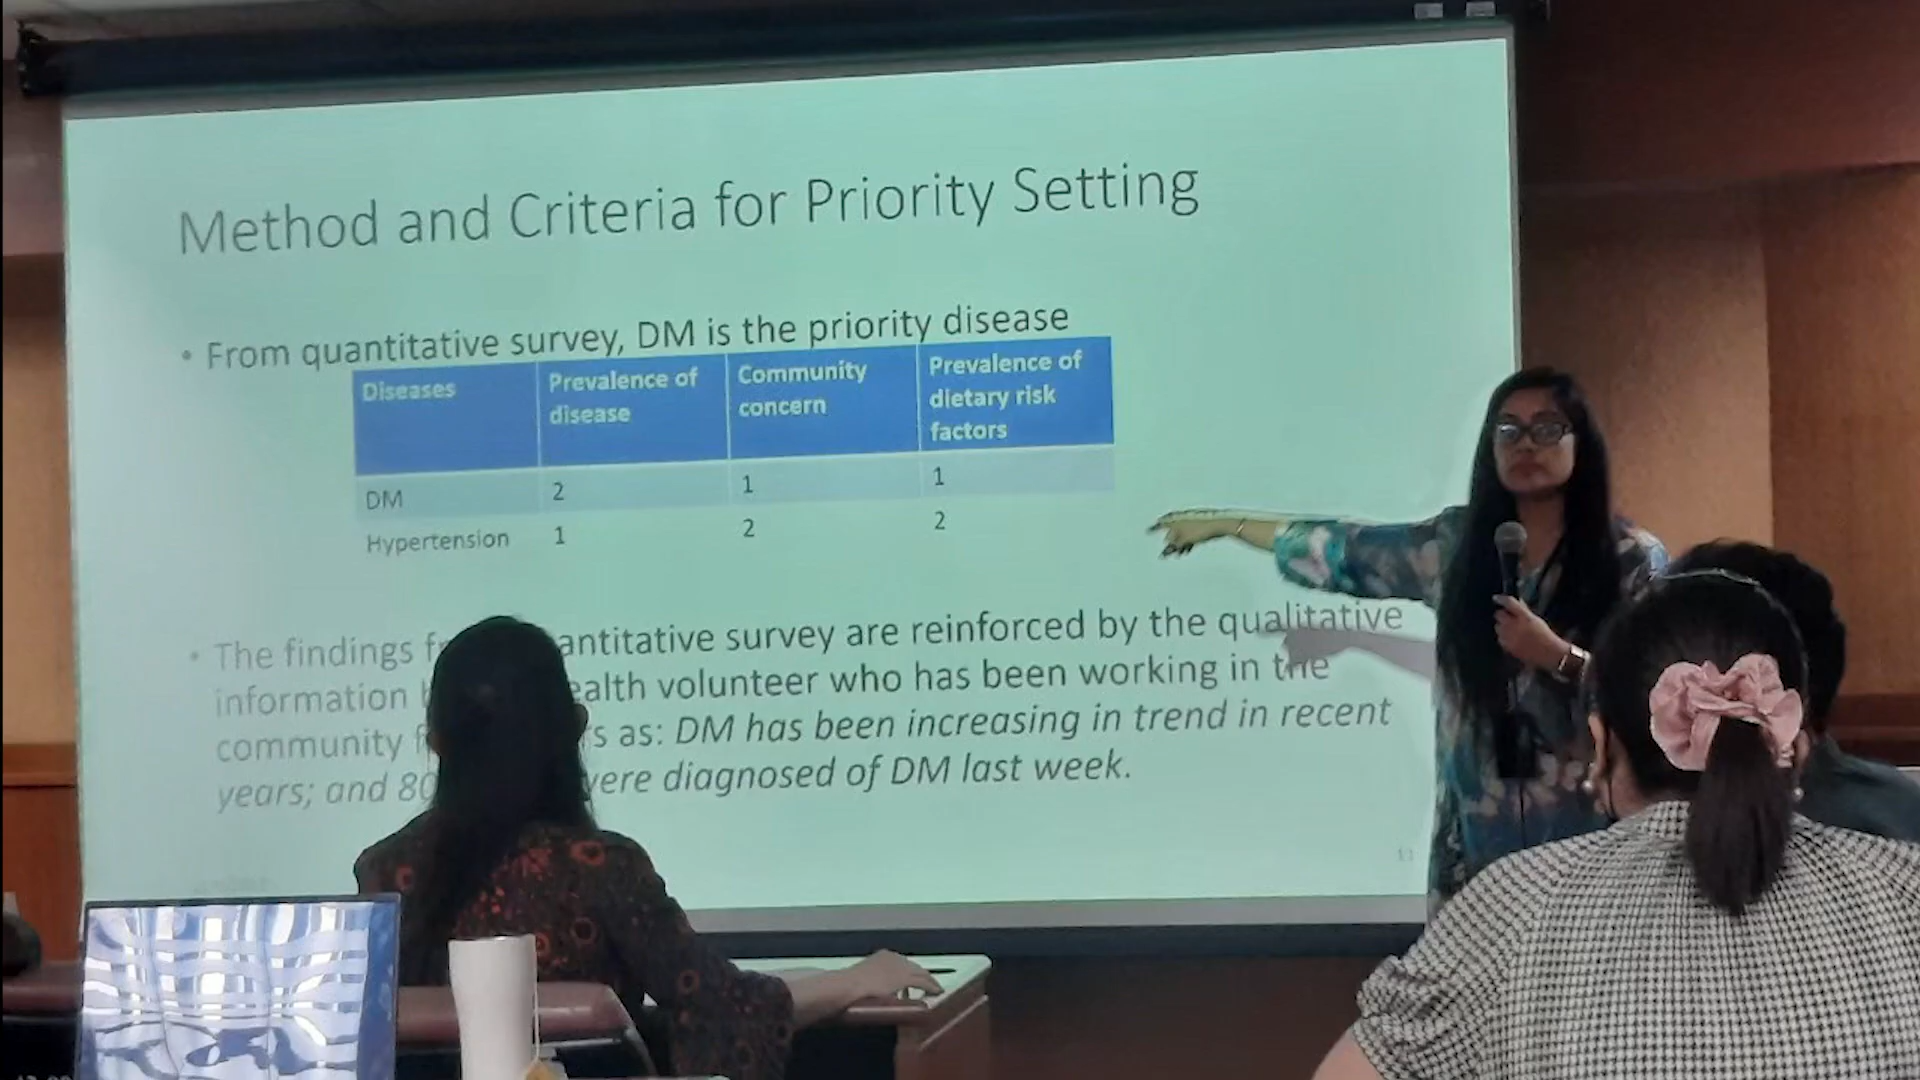 Method and Criteria for Priority Setting
• From quantitative survey, DM is the priority disease
Diseases Prevalence of disease Community concern Prevalence of dietary risk factors
DM 2 1 1
Hypertension 1 2 2
• The findings antitative survey are reinforced by the qualitative
information ealth volunteer who has been working in the
community s as: DM has been increasing in trend in recent
years; and 80 were diagnosed of DM last week.
11